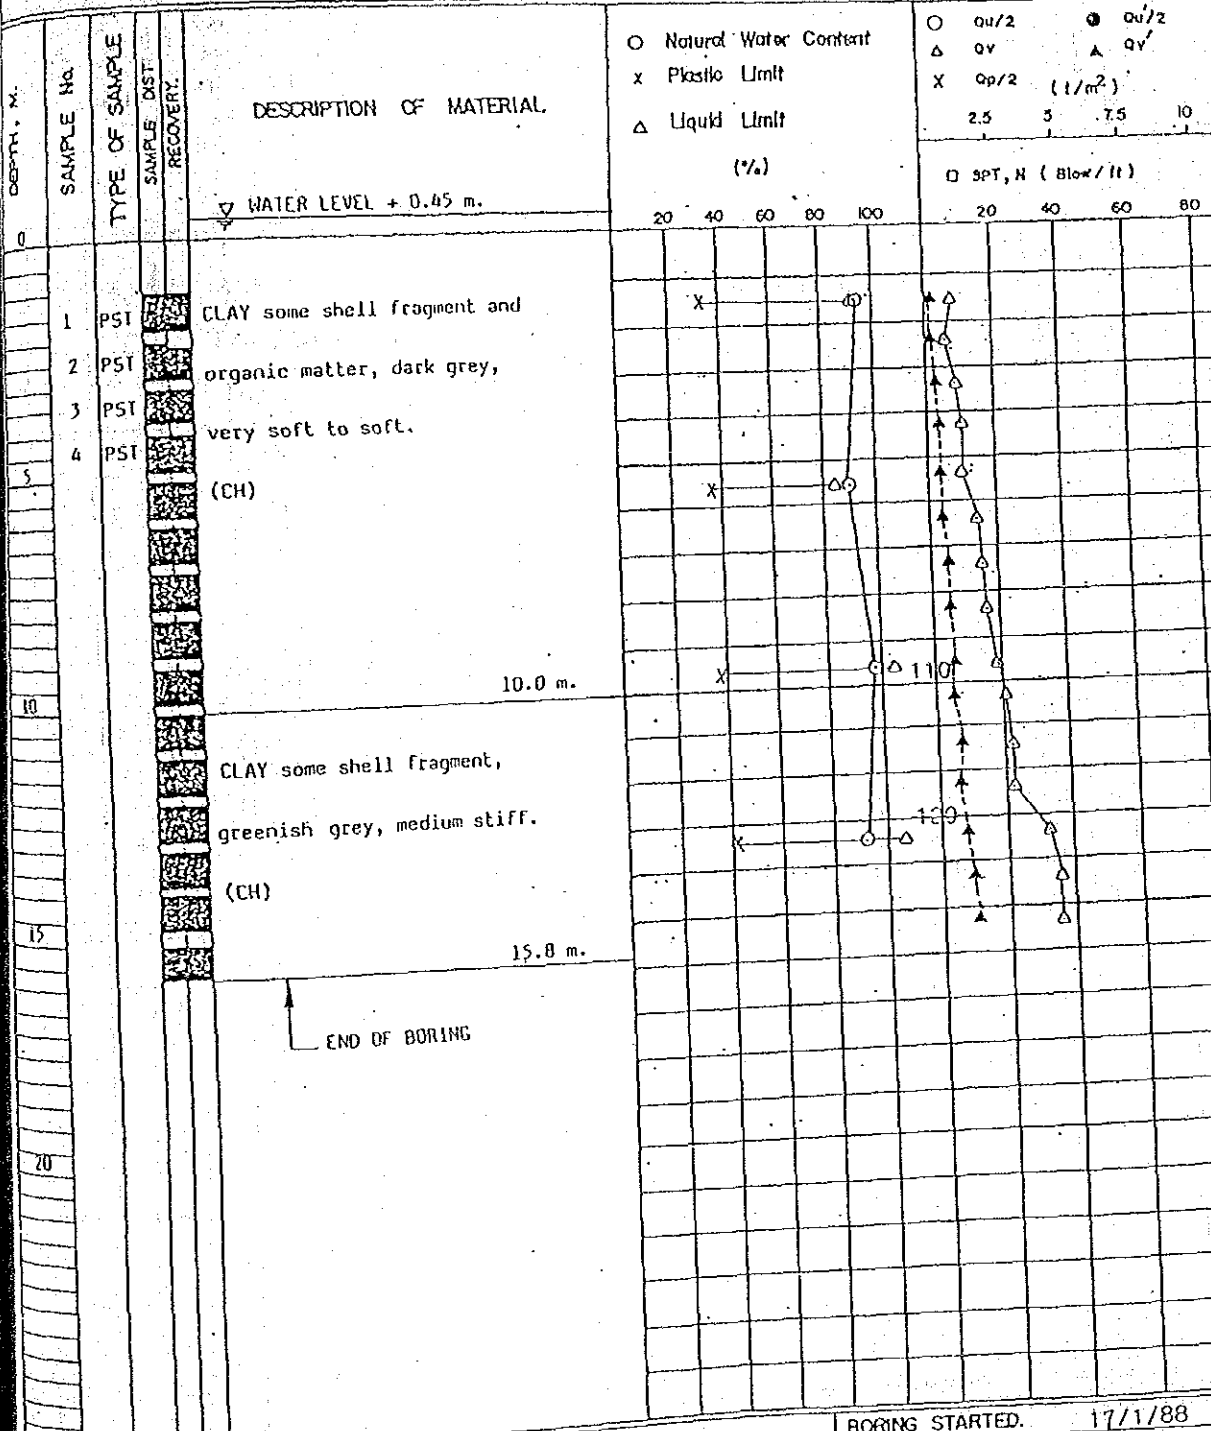 DEPTH, M.
SAMPLE No.
TYPE OF SAMPLE
SAMPLE DIST.
RECOVERY.
DESCRIPTION OF MATERIAL.
WATER LEVEL + 0.45 m.
○ Natural Water Content
x Plastic Limit
△ Liquid Limit
(%)
20 40 60 80 100
○ Qu/2 Qu'/2
△ Qv ▲ Qv'
X Qp/2 (t/m²)
2.5 5 7.5 10
□ SPT, N ( Blow/ft )
20 40 60 80
0
1 PST CLAY some shell fragment and
2 PST organic matter, dark grey,
3 PST very soft to soft.
4 PST
5 (CH)
110
10.0 m.
10
CLAY some shell fragment,
greenish grey, medium stiff.
(CH)
15
15.8 m.
END OF BORING
20
BORING STARTED. 17/1/88